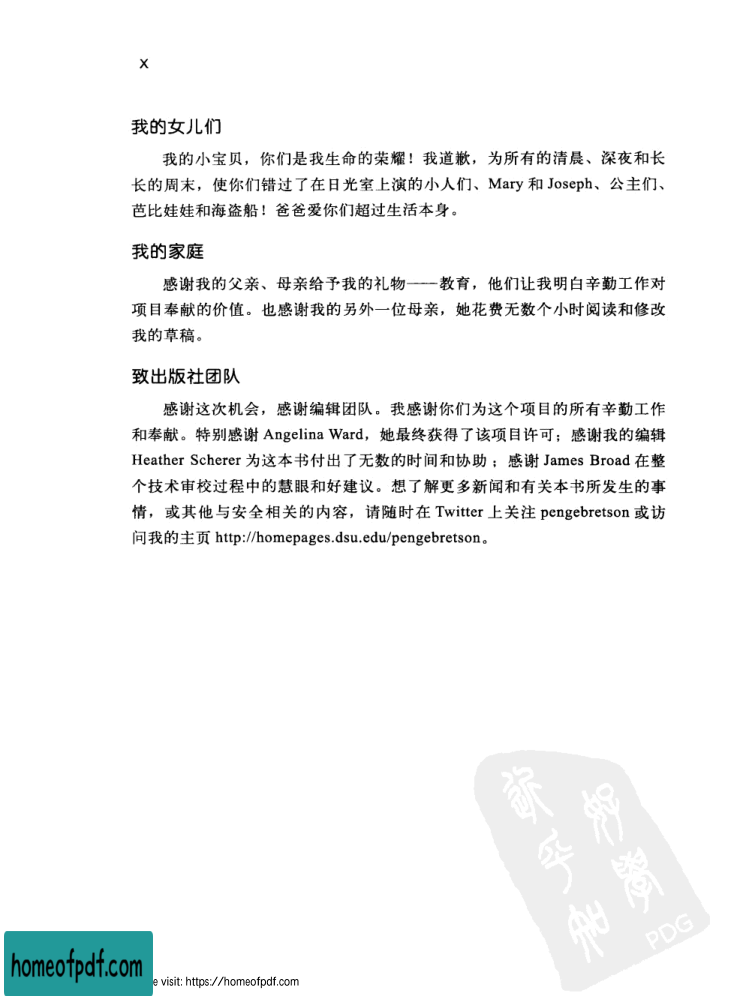 x
我的女儿们
我的小宝贝，你们是我生命的荣耀！我道歉，为所有的清晨、深夜和长
长的周末，使你们错过了在日光室上演的小人们、Mary 和 Joseph、公主们、
芭比娃娃和海盗船！爸爸爱你们超过生活本身。
我的家庭
感谢我的父亲、母亲给予我的礼物——教育，他们让我明白辛勤工作对
项目奉献的价值。也感谢我的另外一位母亲，她花费无数个小时阅读和修改
我的草稿。
致出版社团队
感谢这次机会，感谢编辑团队。我感谢你们为这个项目的所有辛勤工作
和奉献。特别感谢 Angelina Ward，她最终获得了该项目许可；感谢我的编辑
Heather Scherer 为这本书付出了无数的时间和协助；感谢 James Broad 在整
个技术审校过程中的慧眼和好建议。想了解更多新闻和有关本书所发生的事
情，或其他与安全相关的内容，请随时在 Twitter 上关注 pengebretson 或访
问我的主页 http://homepages.dsu.edu/pengebretson。
PDG
homeofpdf.com
e visit: https://homeofpdf.com